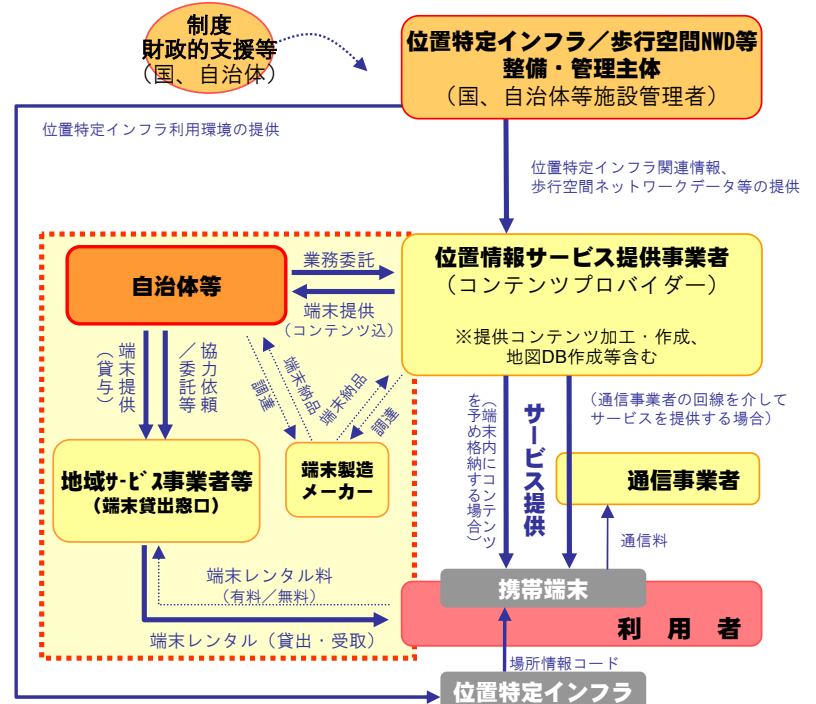 制度
財政的支援等
（国、自治体）
位置特定インフラ／歩行空間NWD等
整備・管理主体
（国、自治体等施設管理者）
位置特定インフラ利用環境の提供
位置特定インフラ関連情報、
歩行空間ネットワークデータ等の提供
自治体等
業務委託
端末提供
（コンテンツ込）
位置情報サービス提供事業者
（コンテンツプロバイダー）
※提供コンテンツ加工・作成、
地図DB作成等含む
端末提供
（貸与）
協力依頼
／委託等
調達
端末納品
端末納品
調達
（端末内にコンテンツ
を予め格納する場合）
サービス提供
（通信事業者の回線を介して
サービスを提供する場合）
地域サービス事業者等
（端末貸出窓口）
端末製造
メーカー
通信事業者
通信料
端末レンタル料
（有料／無料）
携帯端末
利　用　者
端末レンタル（貸出・受取）
場所情報コード
位置特定インフラ